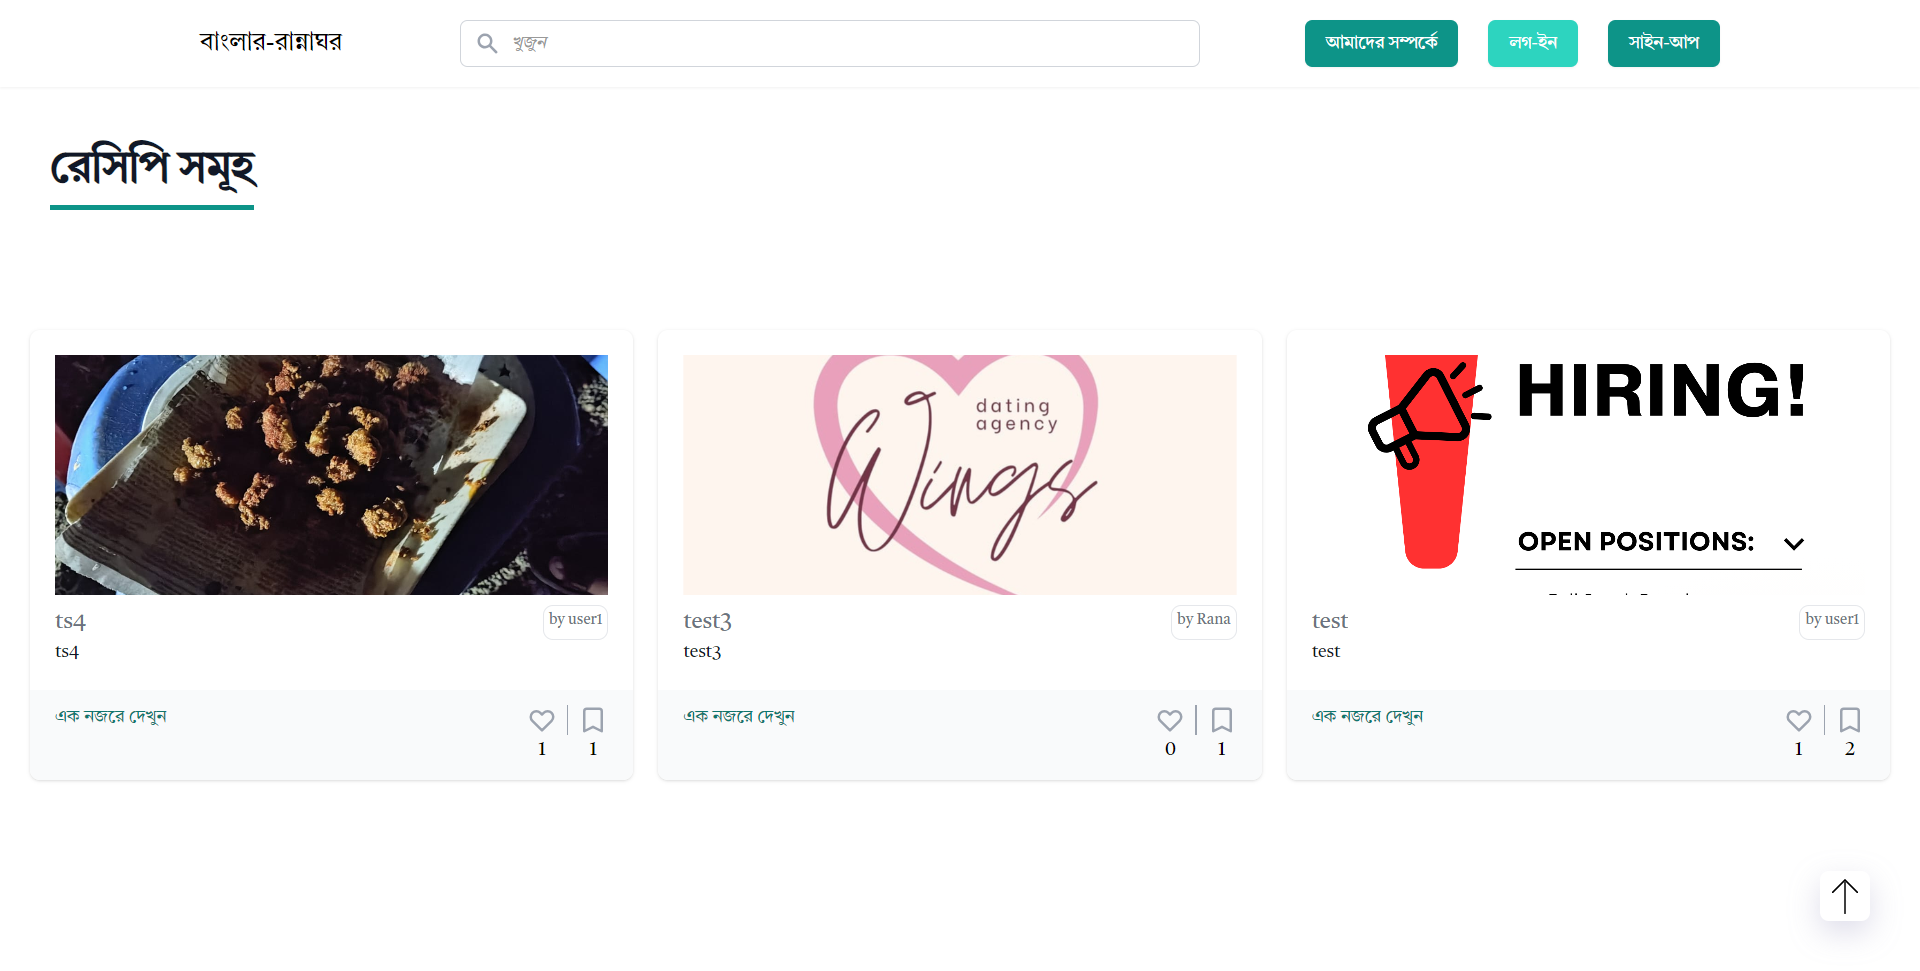 বাংলার-রান্নাঘর
খুজুন
আমাদের সম্পর্কে
লগ-ইন
সাইন-আপ
রেসিপি সমূহ
ts4
by user1
ts4
এক নজরে দেখুন
1
1
dating
agency
Wings
test3
by Rana
test3
এক নজরে দেখুন
0
1
HIRING!
OPEN POSITIONS:
test
by user1
test
এক নজরে দেখুন
1
2